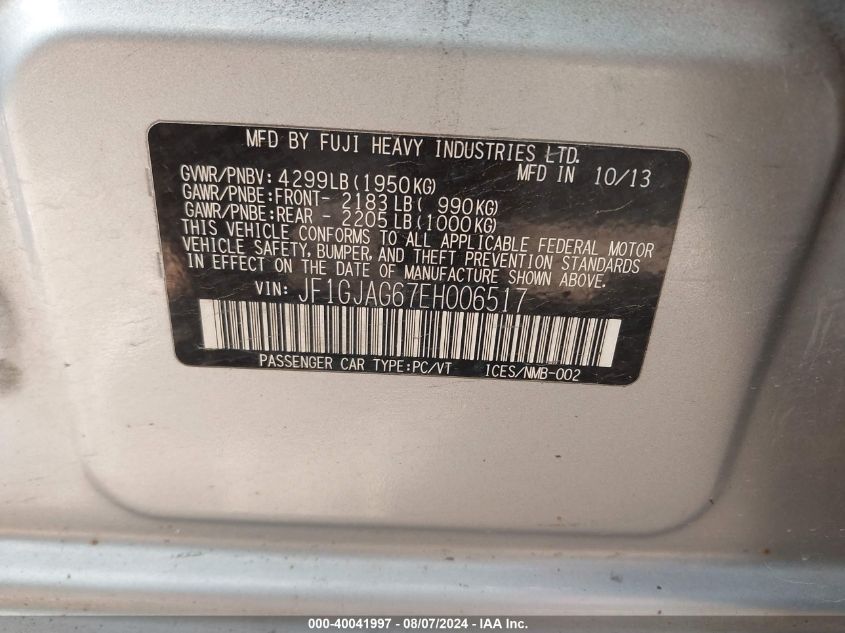 MFD BY FUJI HEAVY INDUSTRIES LTD.
GVWR/PNBV: 4299LB(1950KG) MFD IN 10/13
GAWR/PNBE:FRONT- 2183LB( 990KG)
GAWR/PNBE:REAR - 2205LB(1000KG)
THIS VEHICLE CONFORMS TO ALL APPLICABLE FEDERAL MOTOR
VEHICLE SAFETY, BUMPER, AND THEFT PREVENTION STANDARDS
IN EFFECT ON THE DATE OF MANUFACTURE SHOWN ABOVE.
VIN: JF1GJAG67EH006517
PASSENGER CAR TYPE:PC/VT ICES/NMB-002
000-40041997 - 08/07/2024 - IAA Inc.